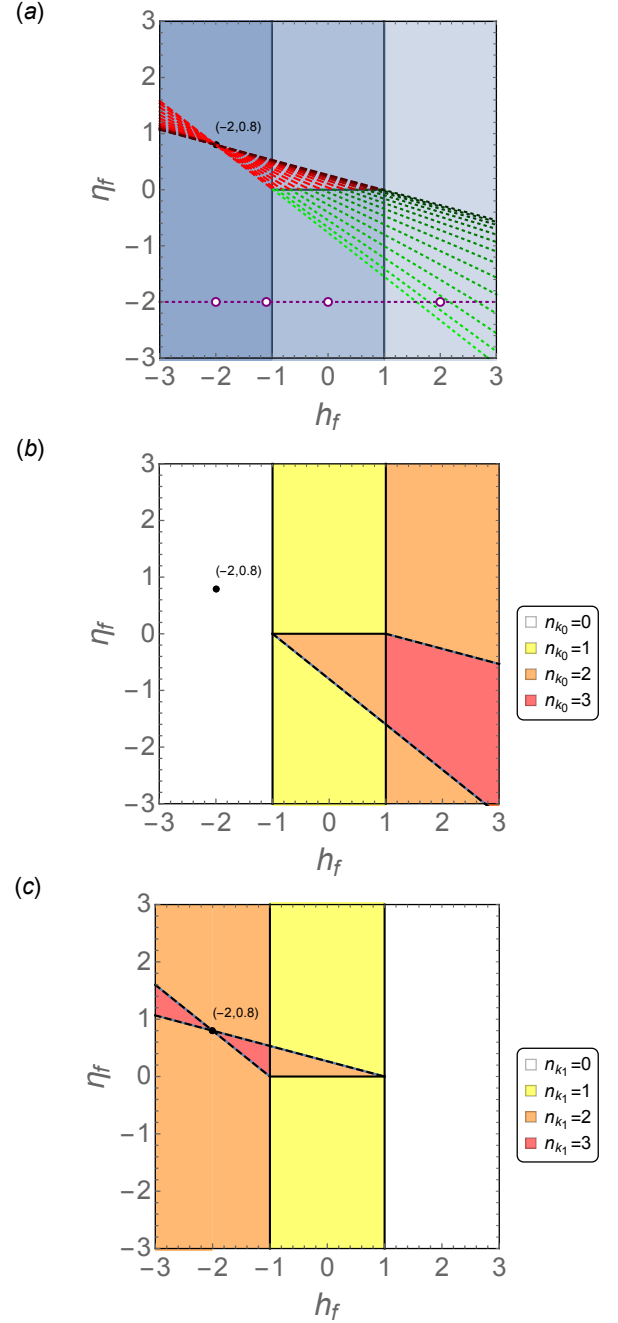 (a)
3
2
1
0
−1
−2
−3
η_f
(−2,0.8)
−3 −2 −1 0 1 2 3
h_f
(b)
3
2
1
0
−1
−2
−3
η_f
(−2,0.8)
−3 −2 −1 0 1 2 3
h_f
n_{k_0}=0
n_{k_0}=1
n_{k_0}=2
n_{k_0}=3
(c)
3
2
1
0
−1
−2
−3
η_f
(−2,0.8)
−3 −2 −1 0 1 2 3
h_f
n_{k_1}=0
n_{k_1}=1
n_{k_1}=2
n_{k_1}=3